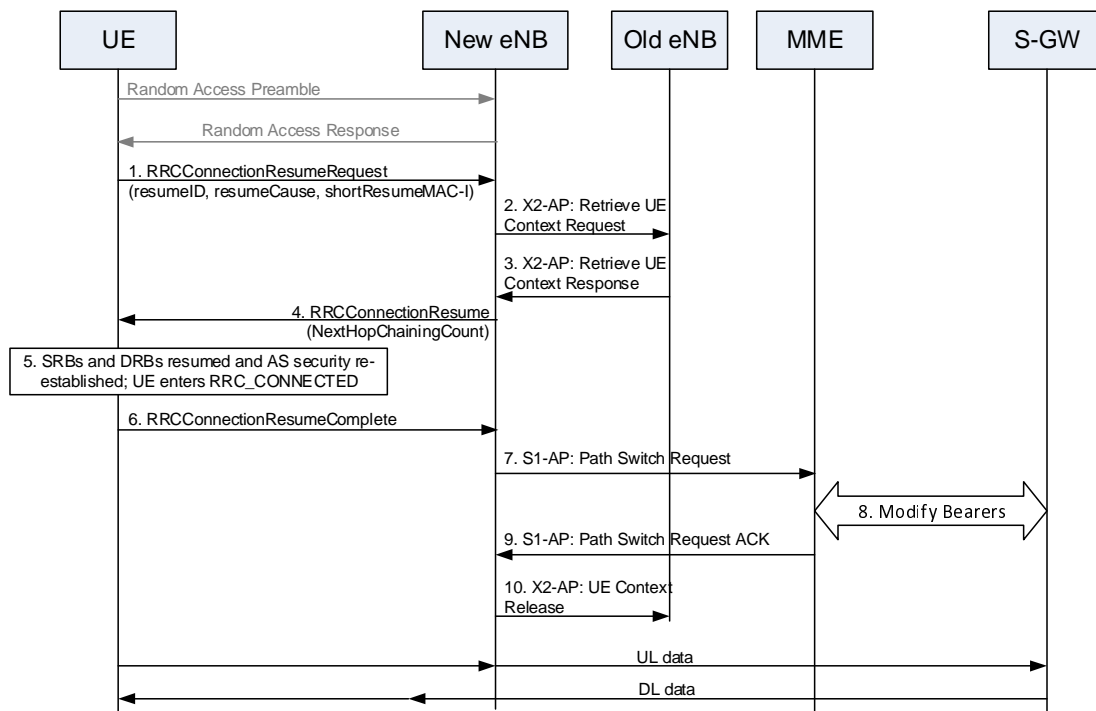 UE
New eNB
Old eNB
MME
S-GW
Random Access Preamble
Random Access Response
1. RRCConnectionResumeRequest
(resumeID, resumeCause, shortResumeMAC-I)
2. X2-AP: Retrieve UE
Context Request
3. X2-AP: Retrieve UE
Context Response
4. RRCConnectionResume
(NextHopChainingCount)
5. SRBs and DRBs resumed and AS security re-
established; UE enters RRC_CONNECTED
6. RRCConnectionResumeComplete
7. S1-AP: Path Switch Request
8. Modify Bearers
9. S1-AP: Path Switch Request ACK
10. X2-AP: UE Context
Release
UL data
DL data